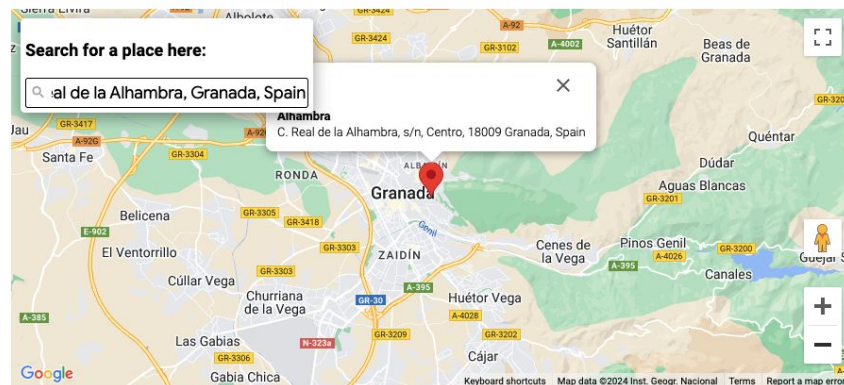 Sierra Elvira
Albolote
GR-3424
GR-3424
A-92
Huétor
Santillán
Beas de
Granada
GR-3102
A-4002
Search for a place here:
eal de la Alhambra, Granada, Spain
Alhambra
C. Real de la Alhambra, s/n, Centro, 18009 Granada, Spain
GR-3417
A-92G
Santa Fe
GR-3304
RONDA
Granada
Quéntar
Dúdar
Aguas Blancas
GR-3201
Belicena
GR-3305
GR-3418
E-902
El Ventorrillo
GR-3303
Genil
ZAIDÍN
Cenes de
la Vega
Pinos Genil
GR-3200
A-4026
A-395
Canales
GR-3303
Cúllar Vega
Churriana
de la Vega
GR-30
A-395
Huétor Vega
A-4028
A-385
Las Gabias
N-323a
GR-3209
GR-3202
GR-3306
Cájar
Gabia Chica
Google
Keyboard shortcuts
Map data ©2024 Inst. Geogr. Nacional
Terms
Report a map error